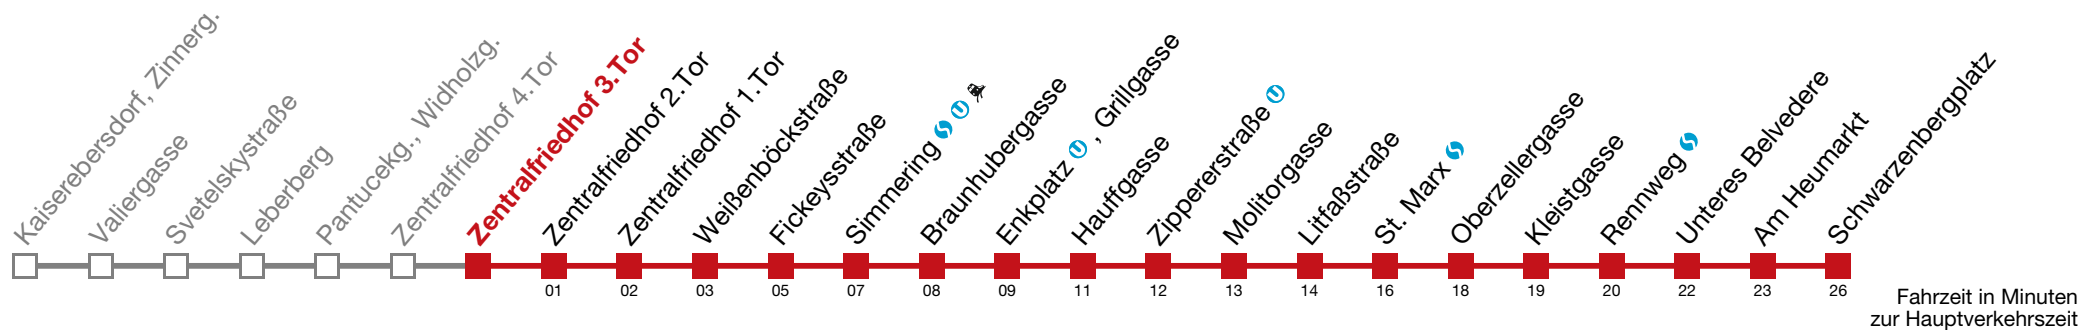 Kaiserebersdorf, Zinnerg.
Valiergasse
Svetelskystraße
Leberberg
Pantucekg., Widholzg.
Zentralfriedhof 4.Tor
Zentralfriedhof 3.Tor
Zentralfriedhof 2.Tor
Zentralfriedhof 1.Tor
Weißenböckstraße
Fickeysstraße
Simmering S U
Braunhubergasse
Enkplatz U , Grillgasse
Hauffgasse
Zippererstraße U
Molitorgasse
Litfaßstraße
St. Marx S
Oberzellergasse
Kleistgasse
Rennweg S
Unteres Belvedere
Am Heumarkt
Schwarzenbergplatz
01 02 03 05 07 08 09 11 12 13 14 16 18 19 20 22 23 26
Fahrzeit in Minuten
zur Hauptverkehrszeit